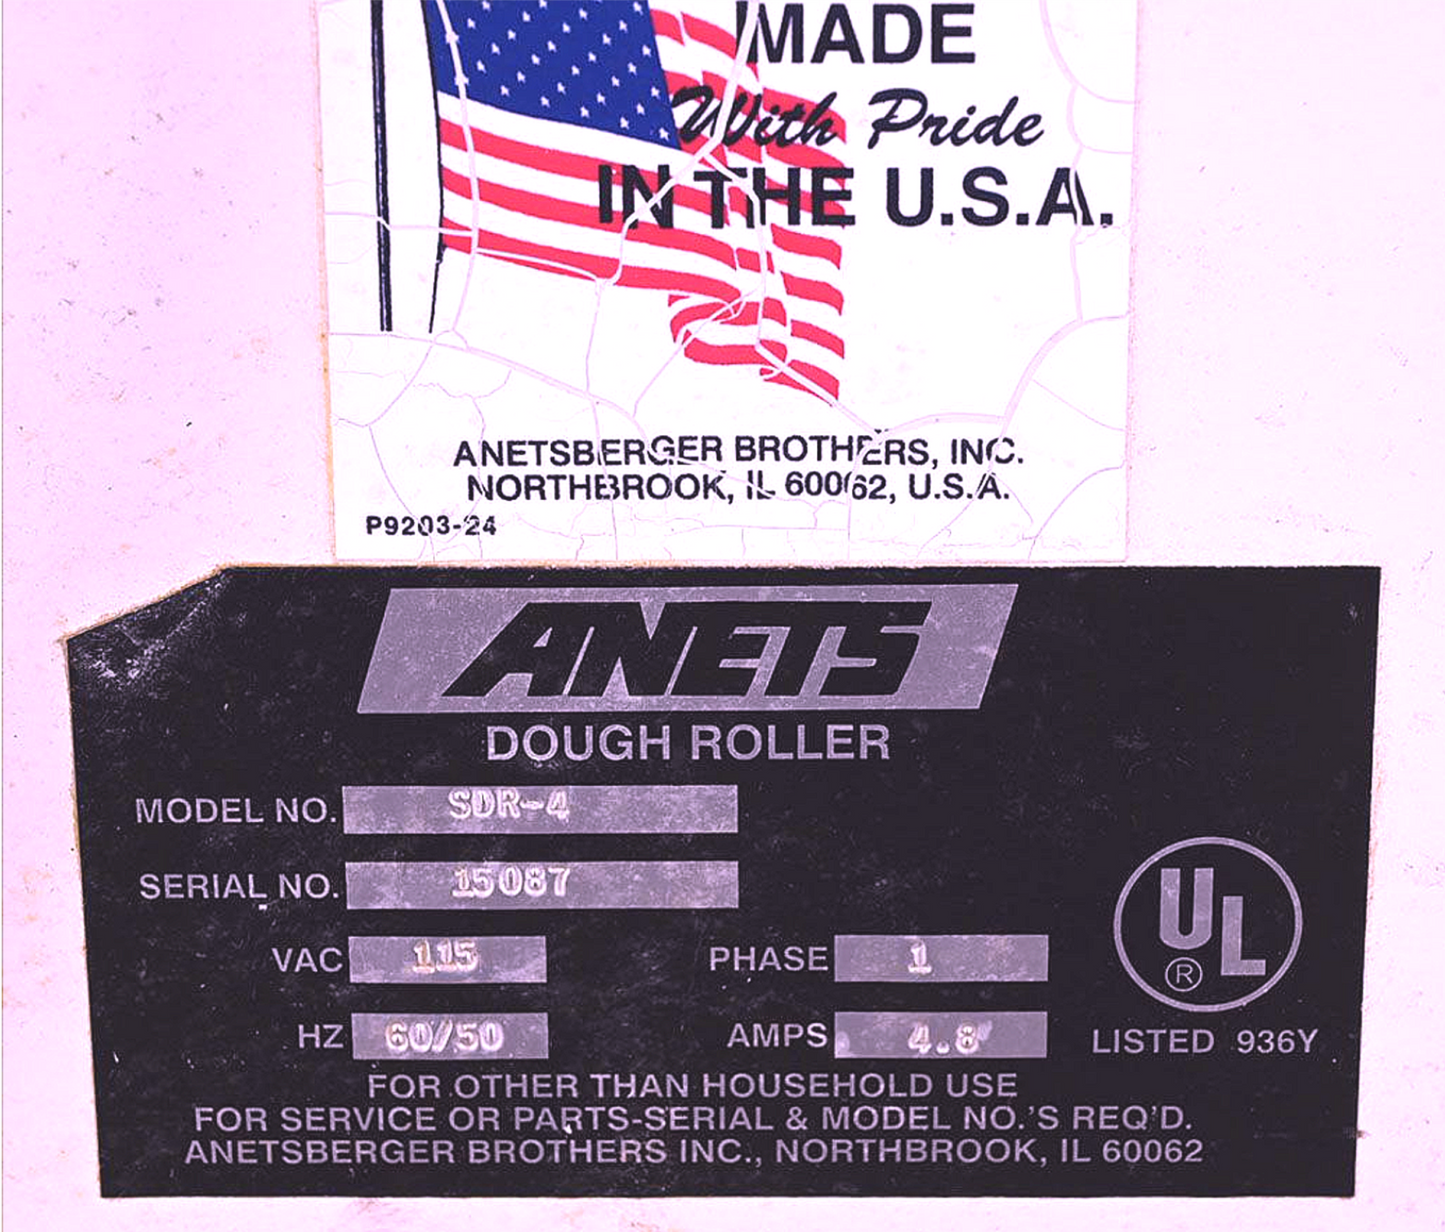 MADE
With Pride
IN THE U.S.A.
ANETSBERGER BROTHERS, INC.
NORTHBROOK, IL 60062, U.S.A.
P9203-24
ANETS
DOUGH ROLLER
MODEL NO. SDR-4
SERIAL NO. 15087
VAC 115 PHASE 1
HZ 60/50 AMPS 4.8
UL
®
LISTED 936Y
FOR OTHER THAN HOUSEHOLD USE
FOR SERVICE OR PARTS-SERIAL & MODEL NO.'S REQ'D.
ANETSBERGER BROTHERS INC., NORTHBROOK, IL 60062